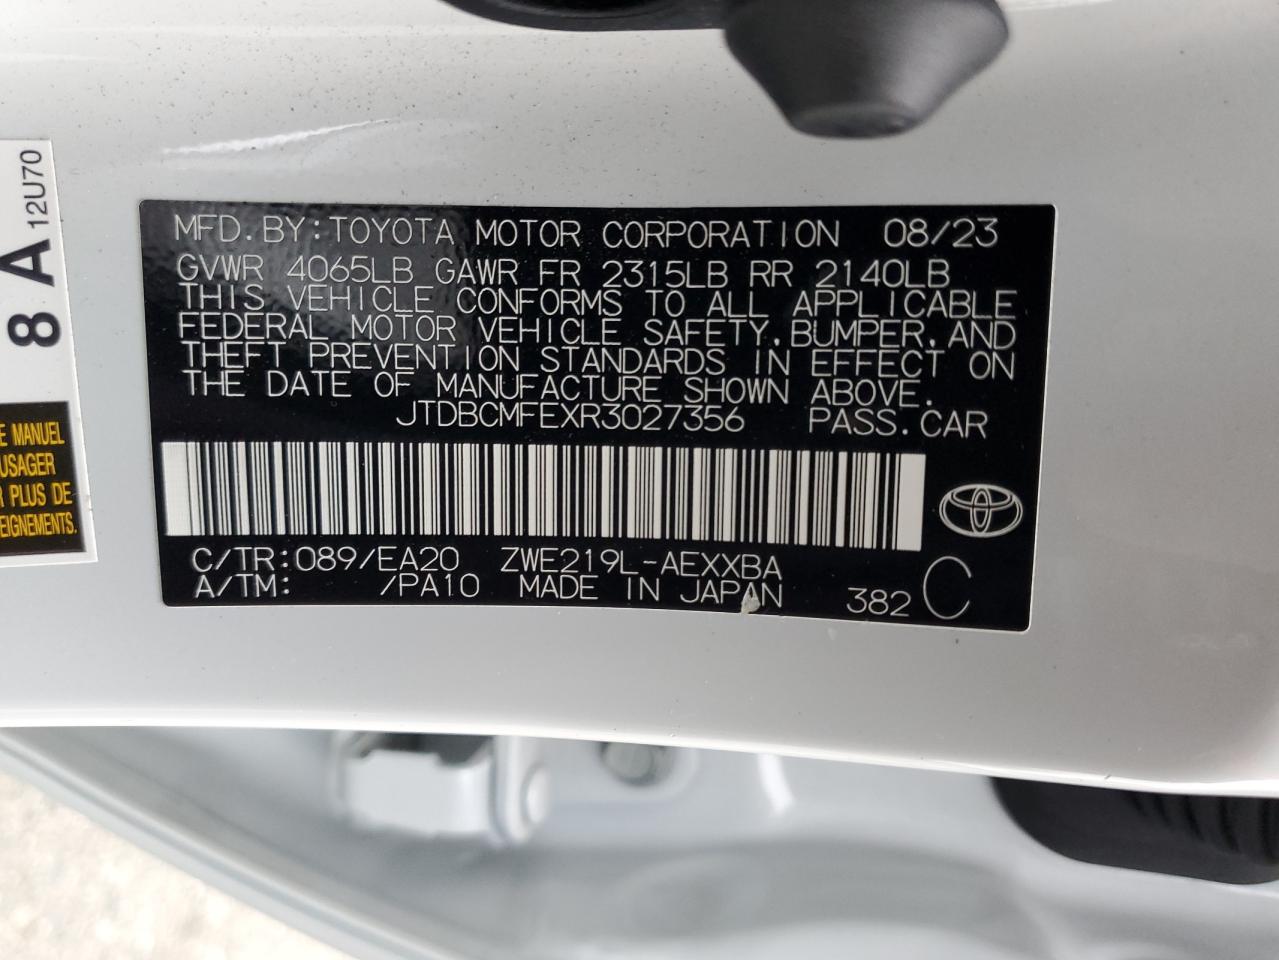 MFD.BY:TOYOTA MOTOR CORPORATION 08/23
GVWR 4065LB GAWR FR 2315LB RR 2140LB
THIS VEHICLE CONFORMS TO ALL APPLICABLE
FEDERAL MOTOR VEHICLE SAFETY,BUMPER,AND
THEFT PREVENTION STANDARDS IN EFFECT ON
THE DATE OF MANUFACTURE SHOWN ABOVE.
JTDBCMFEXR3027356 PASS.CAR
C/TR:089/EA20 ZWE219L-AEXXBA
A/TM: /PA10 MADE IN JAPAN 382 C
8 A 12U70
E MANUEL
USAGER
R PLUS DE
EIGNEMENTS.